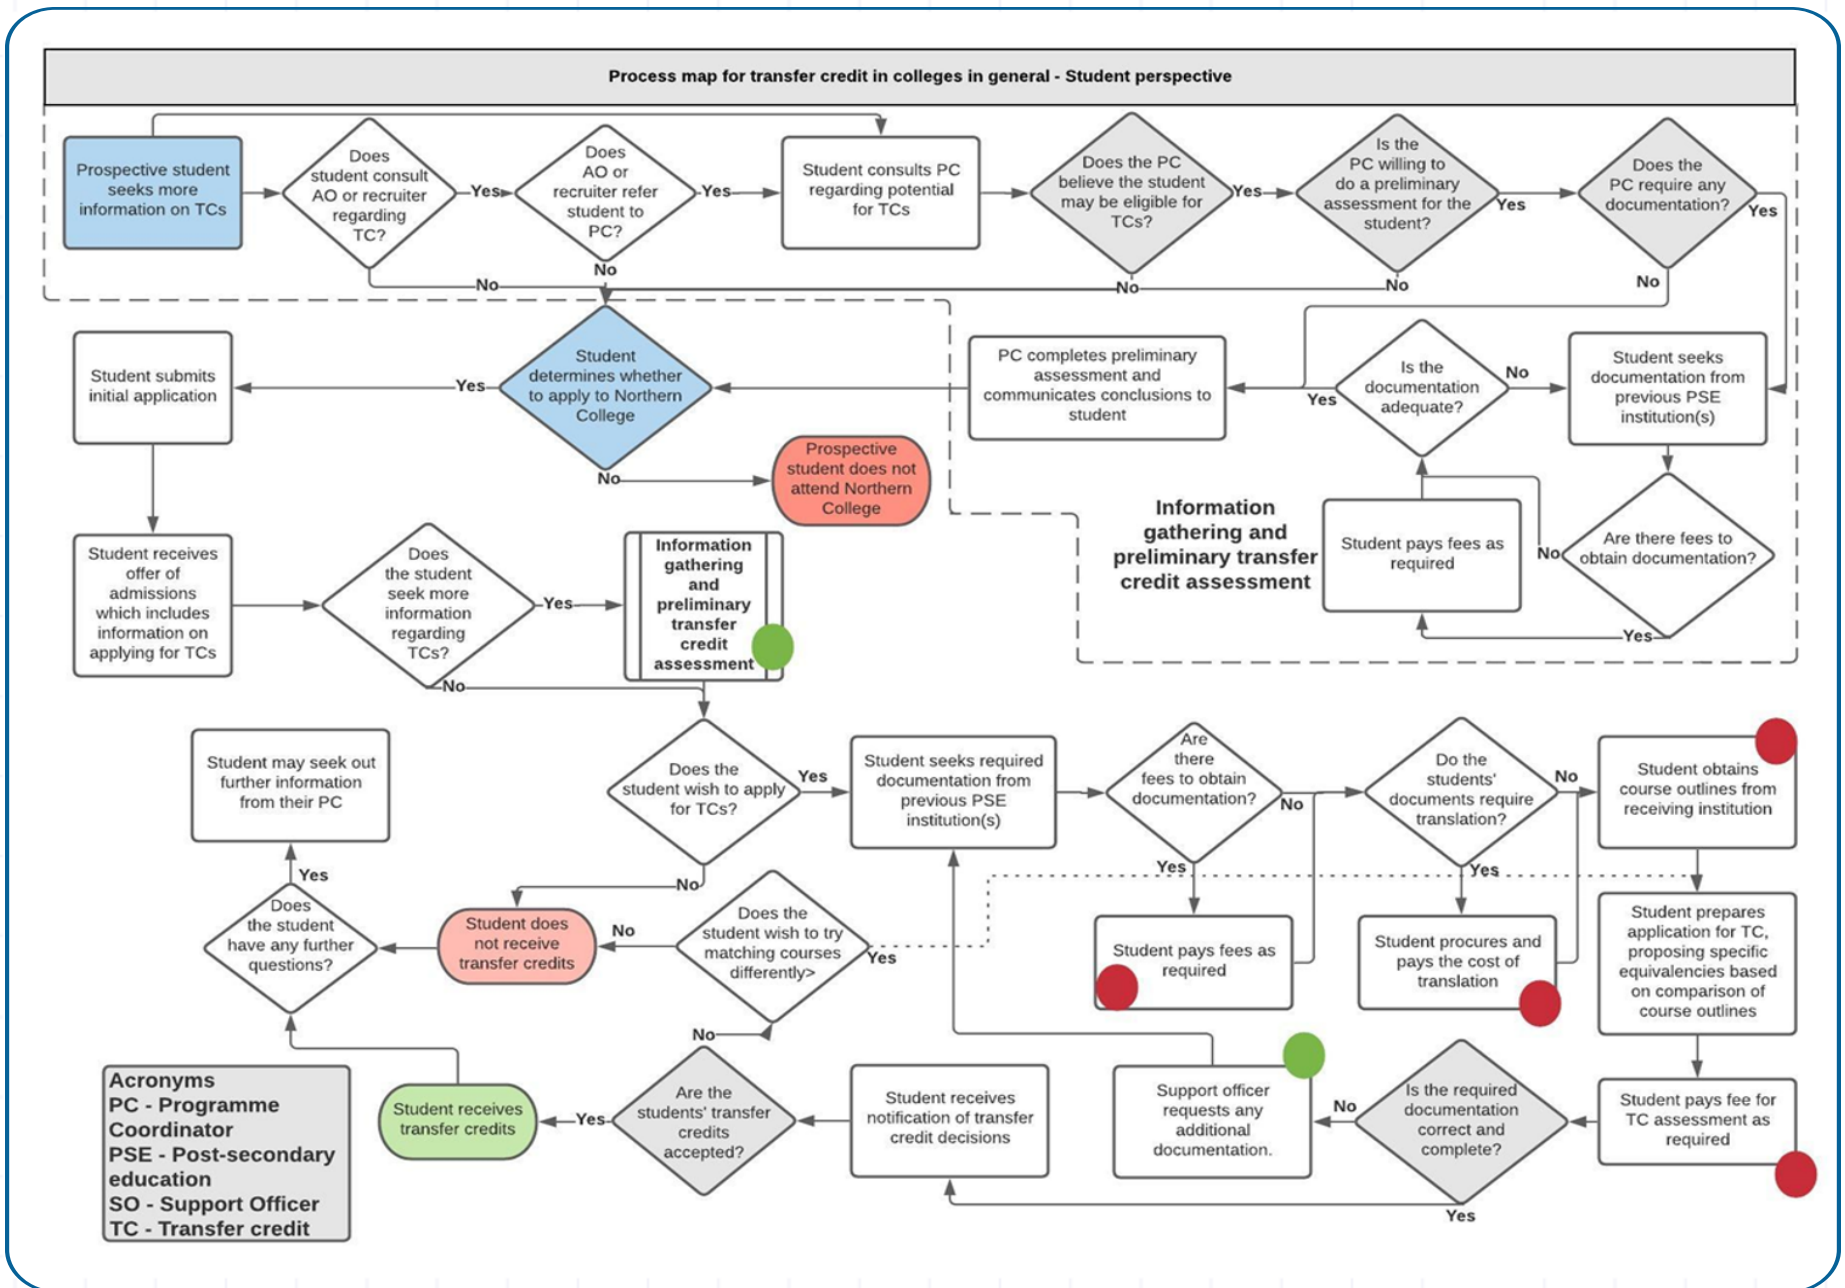 Process map for transfer credit in colleges in general - Student perspective
Prospective student
seeks more
information on TCs
Does
student consult
AO or recruiter
regarding
TC?
Yes
Does
AO or
recruiter refer
student to
PC?
Yes
Student consults PC
regarding potential
for TCs
Does the PC
believe the student
may be eligible for
TCs?
Yes
Is the
PC willing to
do a preliminary
assessment for the
student?
Yes
Does the
PC require any
documentation?
Yes
No
No
No
No
No
Student submits
initial application
Yes
Student
determines whether
to apply to Northern
College
PC completes preliminary
assessment and
communicates conclusions to
student
Yes
Is the
documentation
adequate?
No
Student seeks
documentation from
previous PSE
institution(s)
No
Prospective
student does not
attend Northern
College
Information
gathering and
preliminary transfer
credit assessment
Student pays fees as
required
No
Are there fees to
obtain documentation?
Yes
Student receives
offer of
admissions
which includes
information on
applying for TCs
Does
the student
seek more
information
regarding
TCs?
Yes
Information
gathering
and
preliminary
transfer
credit
assessment
No
Student may seek out
further information
from their PC
Does the
student wish to apply
for TCs?
Yes
Student seeks required
documentation from
previous PSE
institution(s)
Are
there
fees to obtain
documentation?
No
Do the
students'
documents require
translation?
No
Student obtains
course outlines from
receiving institution
Yes
No
Yes
Yes
Does
the student
have any further
questions?
Student does
not receive
transfer credits
No
Does the
student wish to try
matching courses
differently>
Yes
Student pays fees as
required
Student procures and
pays the cost of
translation
Student prepares
application for TC,
proposing specific
equivalencies based
on comparison of
course outlines
No
Acronyms
PC - Programme
Coordinator
PSE - Post-secondary
education
SO - Support Officer
TC - Transfer credit
Student receives
transfer credits
Yes
Are the
students' transfer
credits
accepted?
Student receives
notification of transfer
credit decisions
Support officer
requests any
additional
documentation.
No
Is the required
documentation
correct and
complete?
Student pays fee for
TC assessment as
required
Yes